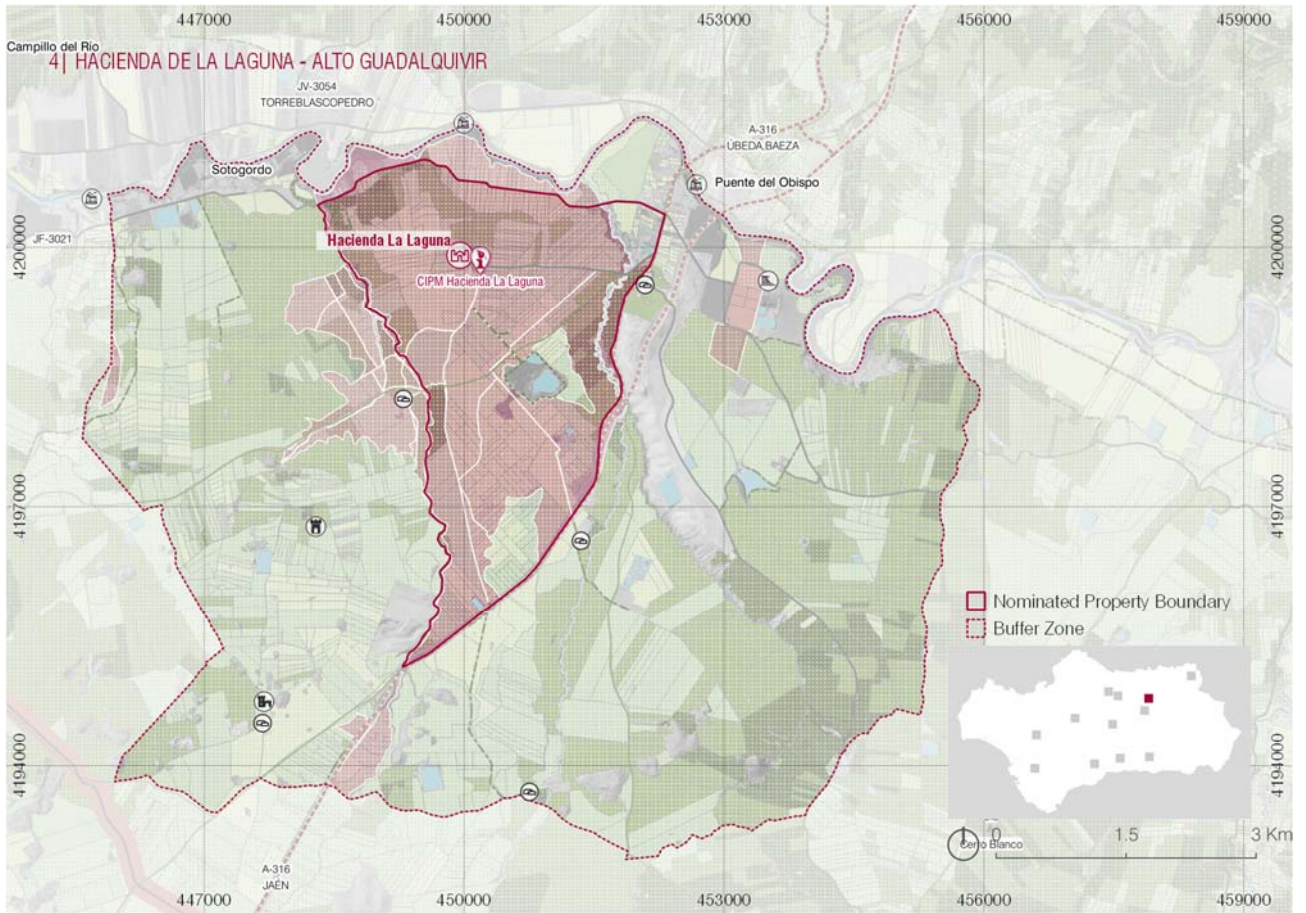 447000
450000
453000
456000
459000
Campillo del Río
4| HACIENDA DE LA LAGUNA - ALTO GUADALQUIVIR
JV-3054
TORREBLASCOPEDRO
A-316
ÚBEDA.BAEZA
Sotogordo
Puente del Obispo
JF-3021
4200000
Hacienda La Laguna
CIPM Hacienda La Laguna
4200000
4197000
4197000
Nominated Property Boundary
Buffer Zone
4194000
4194000
0
1.5
3 Km
Cerro Blanco
A-316
JAÉN
447000
450000
453000
456000
459000